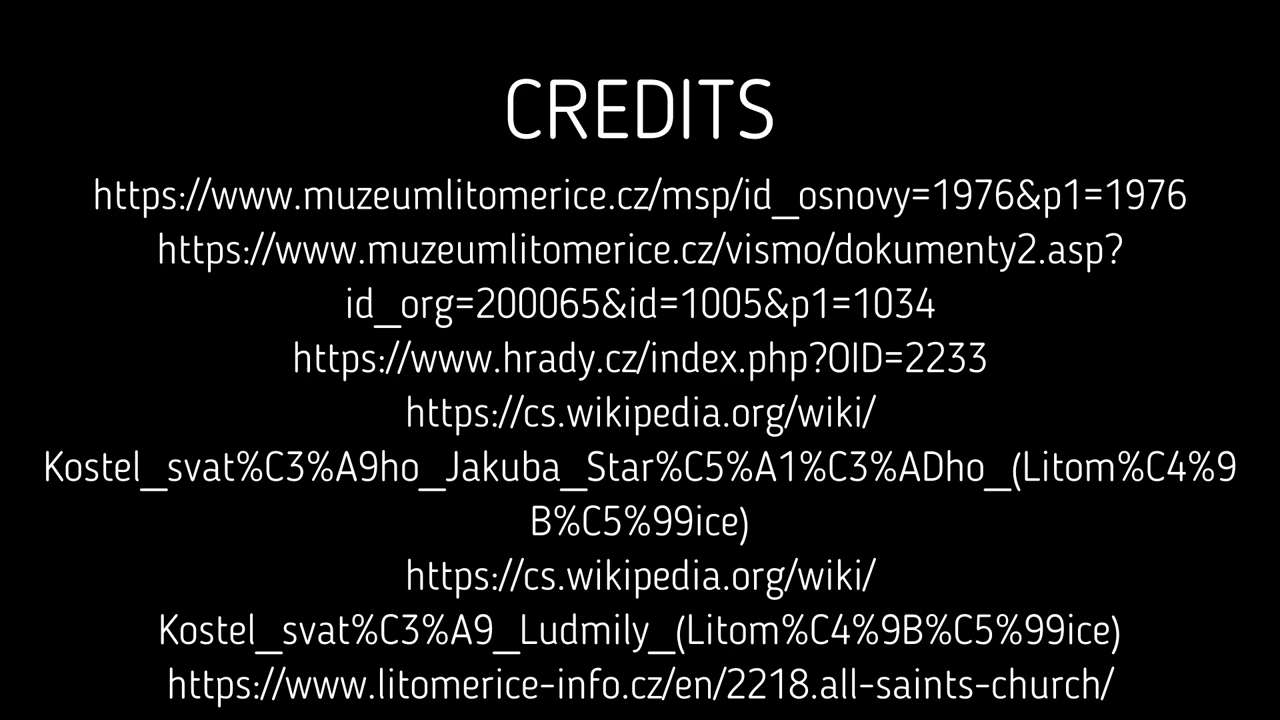 CREDITS
https://www.muzeumlitomerice.cz/msp/id_osnovy=1976&p1=1976
https://www.muzeumlitomerice.cz/vismo/dokumenty2.asp?
id_org=200065&id=1005&p1=1034
https://www.hrady.cz/index.php?OID=2233
https://cs.wikipedia.org/wiki/
Kostel_svat%C3%A9ho_Jakuba_Star%C5%A1%C3%ADho_(Litom%C4%9
B%C5%99ice)
https://cs.wikipedia.org/wiki/
Kostel_svat%C3%A9_Ludmily_(Litom%C4%9B%C5%99ice)
https://www.litomerice-info.cz/en/2218.all-saints-church/